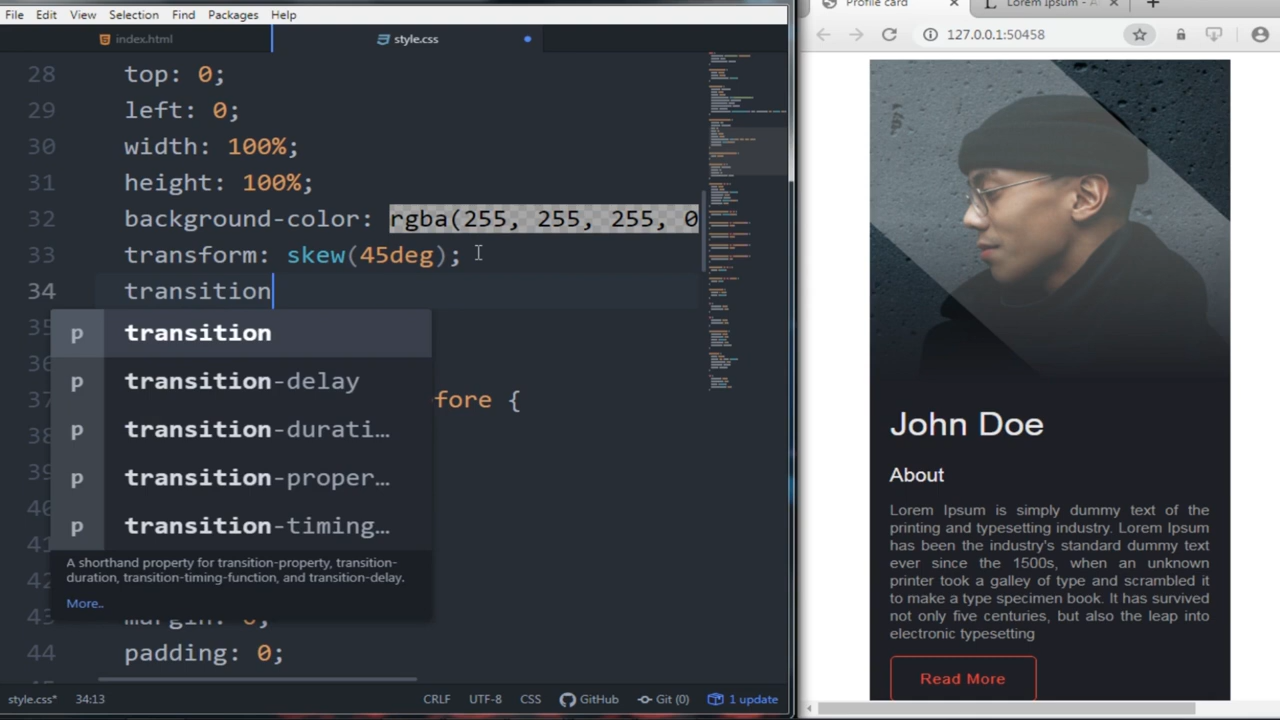 File Edit View Selection Find Packages Help
index.html
style.css
28 top: 0;
29 left: 0;
30 width: 100%;
31 height: 100%;
32 background-color: rgba(255, 255, 255, 0
33 transform: skew(45deg);
34 transition
p transition
p transition-delay
p transition-durati…
p transition-proper…
p transition-timing…
A shorthand property for transition-property, transition-
duration, transition-timing-function, and transition-delay.
More..
fore {
44 padding: 0;
style.css* 34:13 CRLF UTF-8 CSS GitHub Git (0) 1 update
Profile card
Lorem Ipsum - A
127.0.0.1:50458
John Doe
About
Lorem Ipsum is simply dummy text of the
printing and typesetting industry. Lorem Ipsum
has been the industry's standard dummy text
ever since the 1500s, when an unknown
printer took a galley of type and scrambled it
to make a type specimen book. It has survived
not only five centuries, but also the leap into
electronic typesetting
Read More